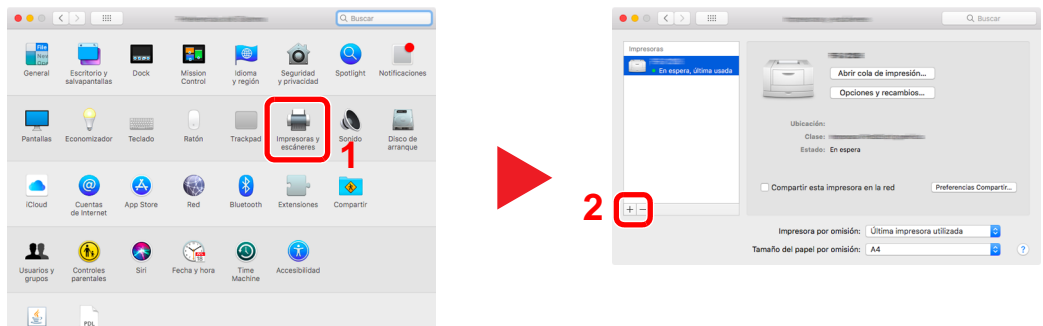 Buscar
File
New
General
Escritorio y
salvapantallas
Dock
Mission
Control
Idioma
y región
Seguridad
y privacidad
Spotlight
Notificaciones
Pantallas
Economizador
Teclado
Ratón
Trackpad
Impresoras y
escáneres
Sonido
Disco de
arranque
1
iCloud
Cuentas
de Internet
App Store
Red
Bluetooth
Extensiones
Compartir
Usuarios y
grupos
Controles
parentales
Siri
Fecha y hora
Time
Machine
Accesibilidad
PDL
Buscar
Impresoras
En espera, última usada
Abrir cola de impresión...
Opciones y recambios...
Ubicación:
Clase:
Estado: En espera
Compartir esta impresora en la red
Preferencias Compartir...
2
+ −
Impresora por omisión: Última impresora utilizada
Tamaño del papel por omisión: A4
?